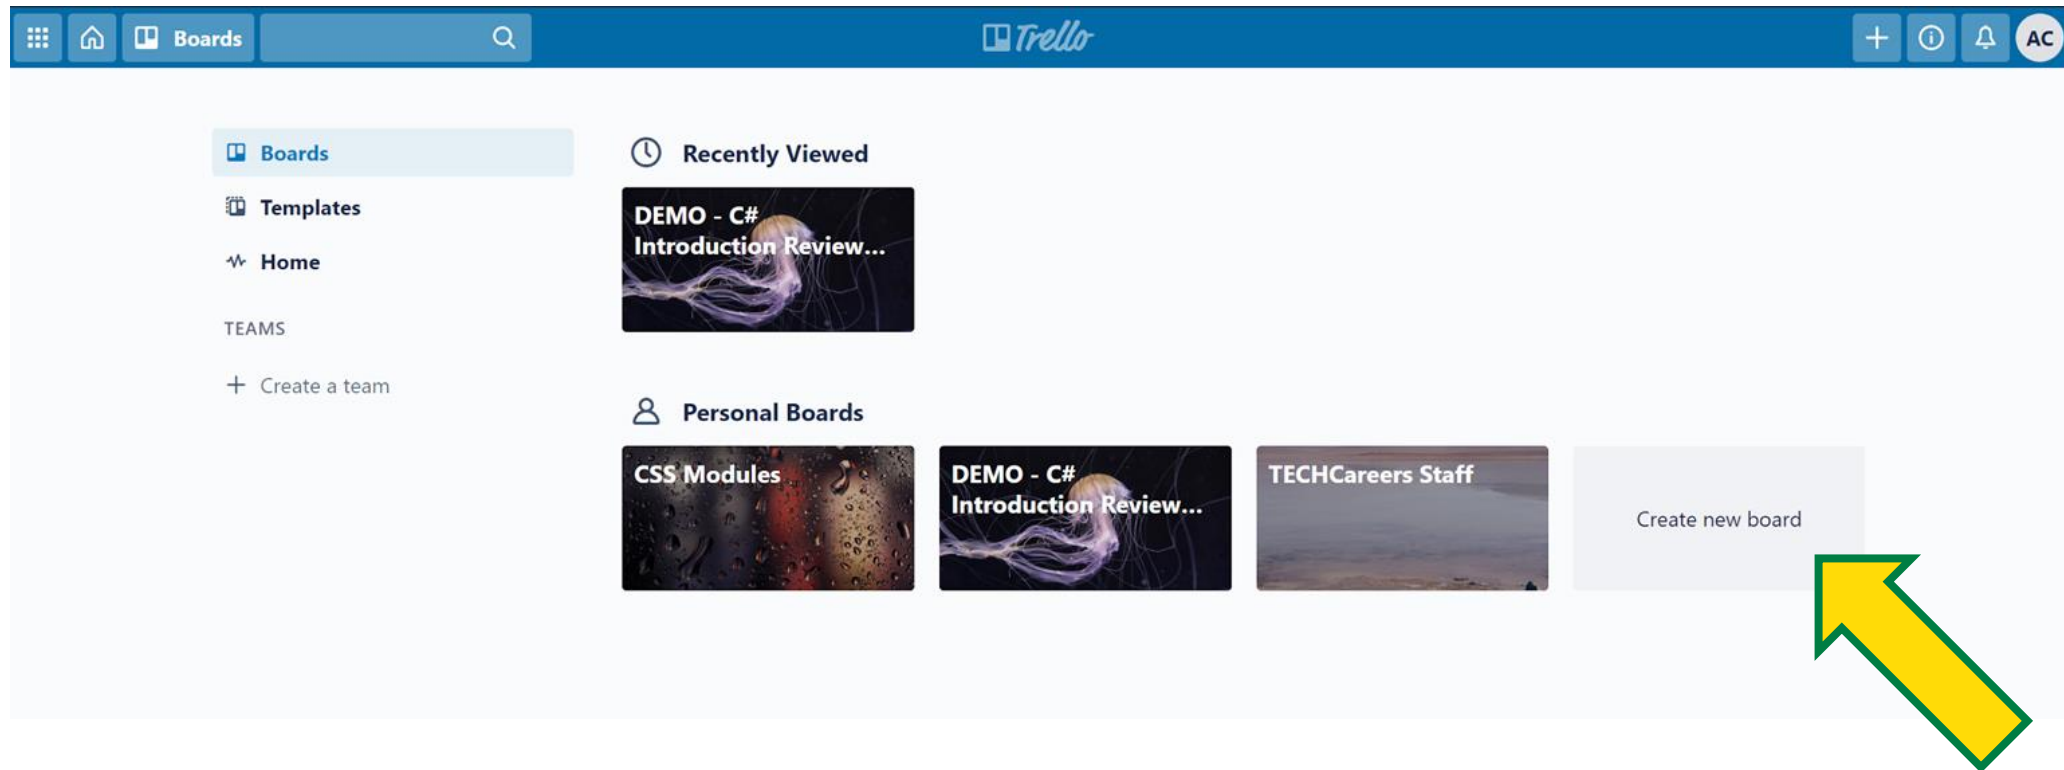 Boards
Trello
AC
Boards
Templates
Home
TEAMS
+ Create a team
Recently Viewed
DEMO - C#
Introduction Review...
Personal Boards
CSS Modules
DEMO - C#
Introduction Review...
TECHCareers Staff
Create new board